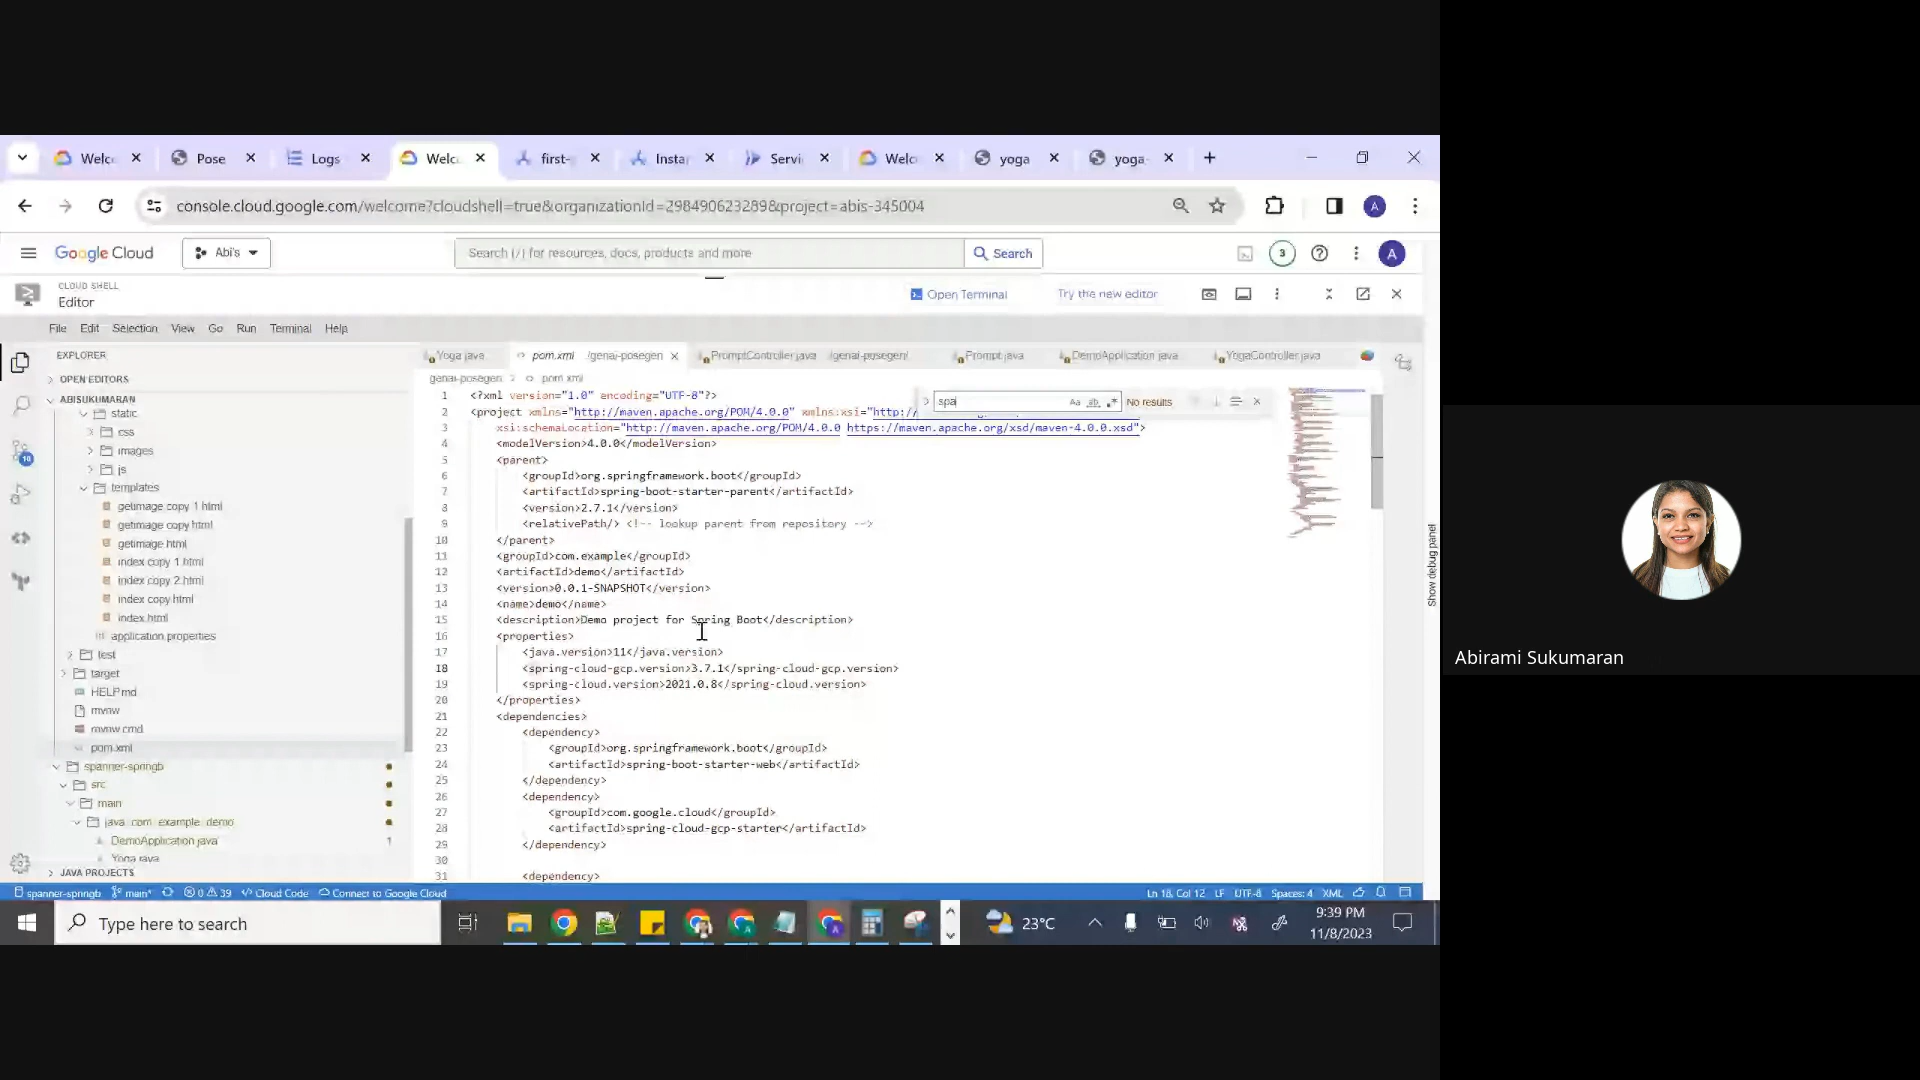 Welc
Pose
Logs
Welc
first-
Instar
Servi
Welc
yoga
yoga-
console.cloud.google.com/welcome?cloudshell=true&organizationId=298490623289&project=abis-345004
A
Google Cloud
Abi's
Search (/) for resources, docs, products and more
Search
3
A
CLOUD SHELL
Editor
Open Terminal
Try the new editor
File Edit Selection View Go Run Terminal Help
EXPLORER
OPEN EDITORS
ABISUKUMARAN
static
css
images
js
templates
getimage copy 1.html
getimage copy.html
getimage.html
index copy 1.html
index copy 2.html
index copy.html
index.html
application.properties
test
target
HELP.md
mvnw
mvnw.cmd
pom.xml
spanner-springb
src
main
java com example demo
DemoApplication.java 1
Yoga.java
JAVA PROJECTS
Yoga.java
pom.xml /genai-posegen
PromptController.java /genai-posegen/
Prompt.java
DemoApplication.java
YogaController.java
genai-posegen > pom.xml
spa
No results
1 <?xml version="1.0" encoding="UTF-8"?>
2 <project xmlns="http://maven.apache.org/POM/4.0.0" xmlns:xsi="http:/
3 xsi:schemaLocation="http://maven.apache.org/POM/4.0.0 https://maven.apache.org/xsd/maven-4.0.0.xsd">
4 <modelVersion>4.0.0</modelVersion>
5 <parent>
6 <groupId>org.springframework.boot</groupId>
7 <artifactId>spring-boot-starter-parent</artifactId>
8 <version>2.7.1</version>
9 <relativePath/> <!-- lookup parent from repository -->
10 </parent>
11 <groupId>com.example</groupId>
12 <artifactId>demo</artifactId>
13 <version>0.0.1-SNAPSHOT</version>
14 <name>demo</name>
15 <description>Demo project for Spring Boot</description>
16 <properties>
17 <java.version>11</java.version>
18 <spring-cloud-gcp.version>3.7.1</spring-cloud-gcp.version>
19 <spring-cloud.version>2021.0.8</spring-cloud.version>
20 </properties>
21 <dependencies>
22 <dependency>
23 <groupId>org.springframework.boot</groupId>
24 <artifactId>spring-boot-starter-web</artifactId>
25 </dependency>
26 <dependency>
27 <groupId>com.google.cloud</groupId>
28 <artifactId>spring-cloud-gcp-starter</artifactId>
29 </dependency>
30
31 <dependency>
Show debug panel
spanner-springb main* 0 39 Cloud Code Connect to Google Cloud
Ln 18, Col 12 LF UTF-8 Spaces: 4 XML
Type here to search
23°C
9:39 PM
11/8/2023
Abirami Sukumaran